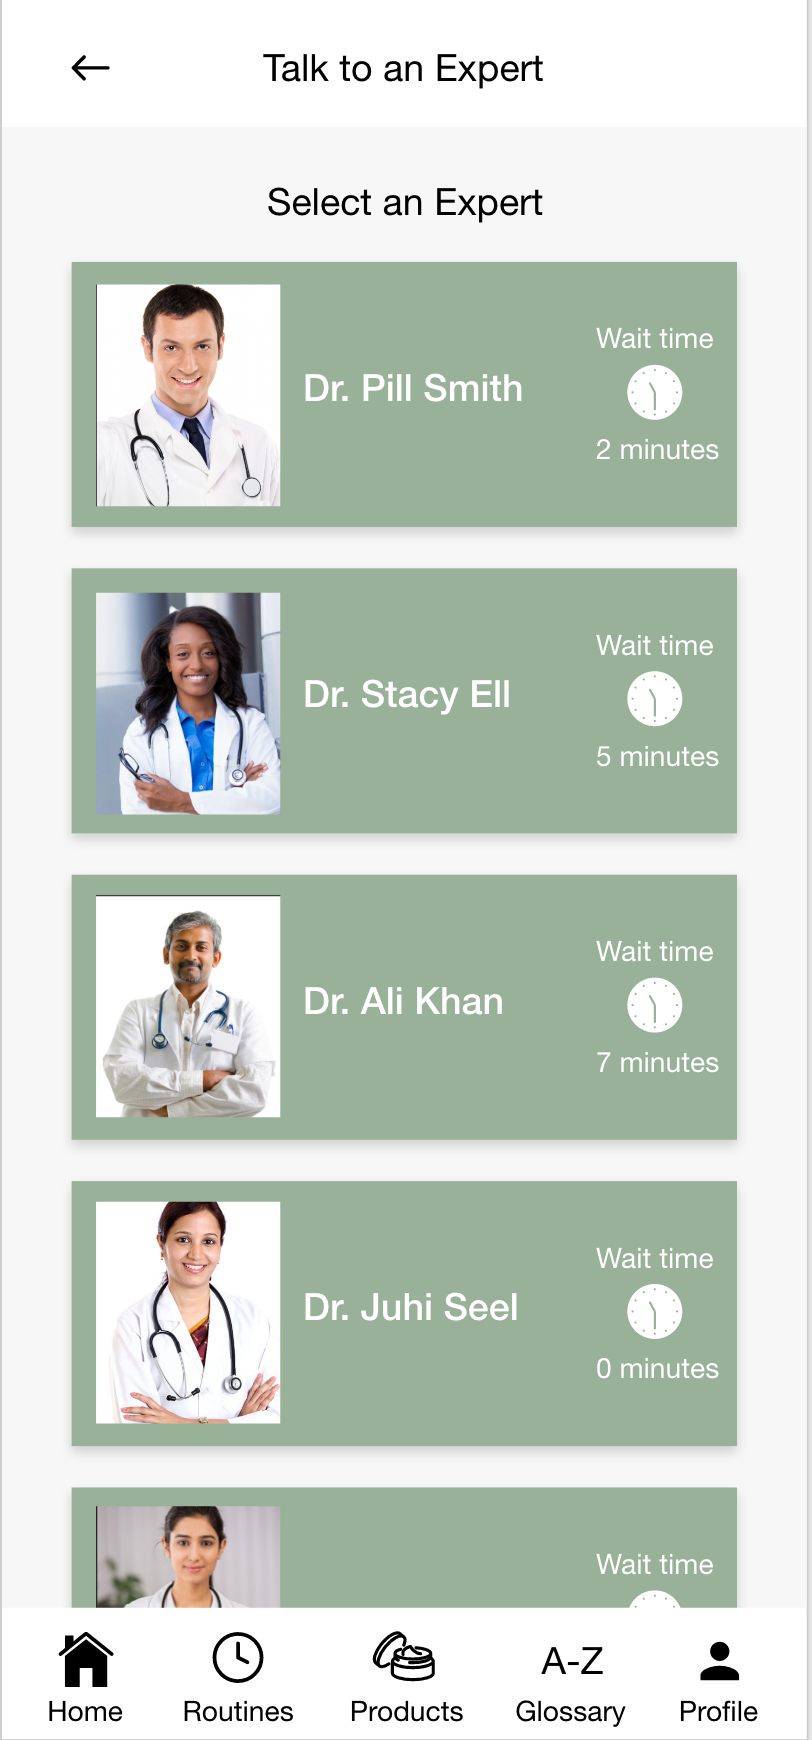 Talk to an Expert
Select an Expert
Wait time
Dr. Pill Smith
2 minutes
Wait time
Dr. Stacy Ell
5 minutes
Wait time
Dr. Ali Khan
7 minutes
Wait time
Dr. Juhi Seel
0 minutes
Wait time
A-Z
Home Routines Products Glossary Profile